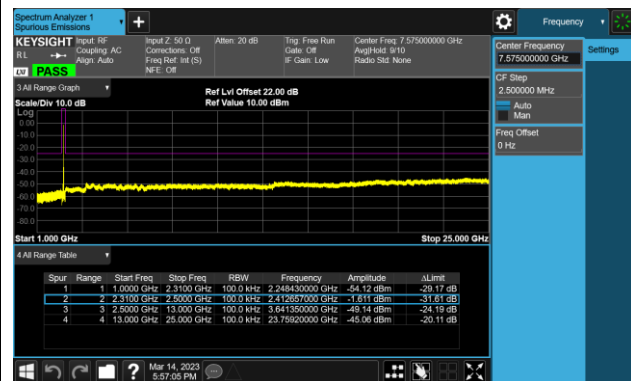 Spectrum Analyzer 1
Spurious Emissions
Frequency
KEYSIGHT
R L
LXI
PASS
Input: RF
Coupling: AC
Align: Auto
Input Z: 50 Ω
Corrections: Off
Freq Ref: Int (S)
NFE: Off
Atten: 20 dB
Trig: Free Run
Gate: Off
IF Gain: Low
Center Freq: 7.575000000 GHz
Avg|Hold: 9/10
Radio Std: None
Center Frequency
7.575000000 GHz
Settings
CF Step
2.500000 MHz
Auto
Man
Freq Offset
0 Hz
3 All Range Graph
Scale/Div 10.0 dB
Ref Lvl Offset 22.00 dB
Ref Value 10.00 dBm
Log
0.00
-10.0
-20.0
-30.0
-40.0
-50.0
-60.0
-70.0
-80.0
Start 1.000 GHz Stop 25.000 GHz
4 All Range Table
Spur Range Start Freq Stop Freq RBW Frequency Amplitude ΔLimit
1 1 1.0000 GHz 2.3100 GHz 100.0 kHz 2.248430000 GHz -54.12 dBm -29.17 dB
2 2 2.3100 GHz 2.5000 GHz 100.0 kHz 2.412657000 GHz -1.611 dBm -31.61 dB
3 3 2.5000 GHz 13.000 GHz 100.0 kHz 3.641350000 GHz -49.14 dBm -24.19 dB
4 4 13.000 GHz 25.000 GHz 100.0 kHz 23.75920000 GHz -45.06 dBm -20.11 dB
?
Mar 14, 2023
5:57:05 PM